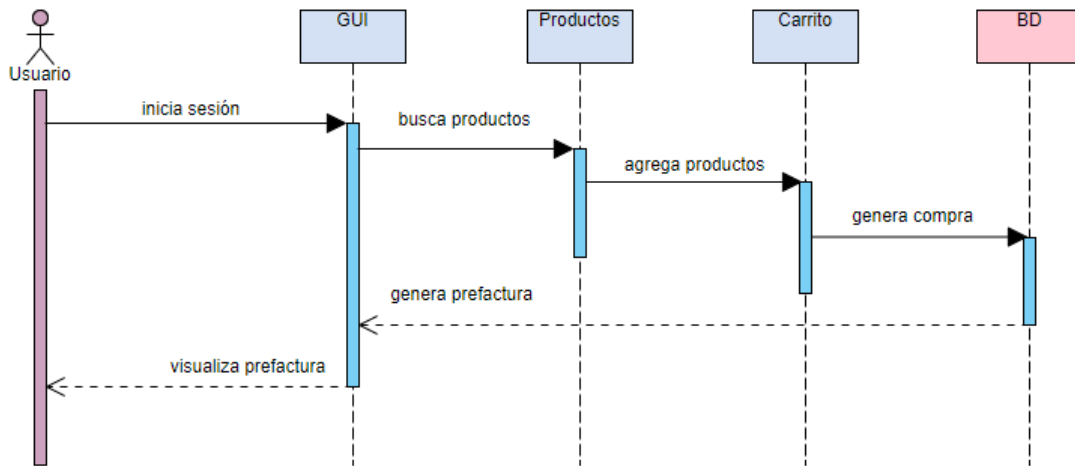 GUI
Productos
Carrito
BD
Usuario
inicia sesión
busca productos
agrega productos
genera compra
genera prefactura
visualiza prefactura